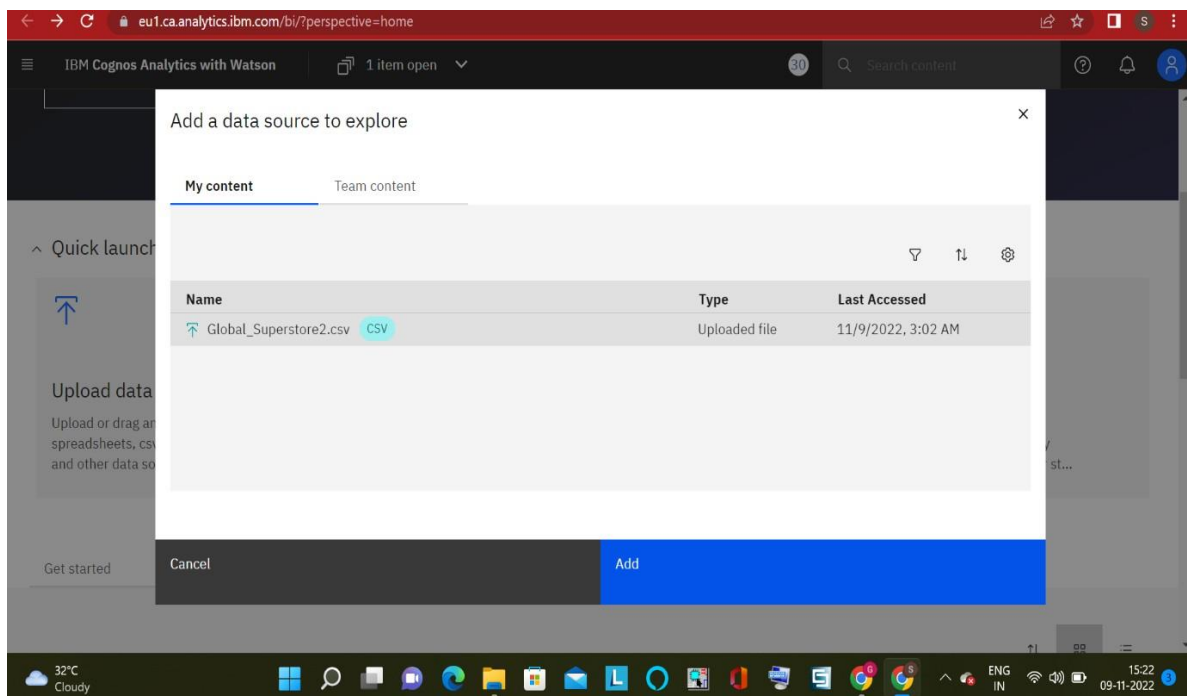 eu1.ca.analytics.ibm.com/bi/?perspective=home
S
IBM Cognos Analytics with Watson
1 item open
30
Search content
Add a data source to explore
My content
Team content
Quick launch
Name
Type
Last Accessed
Global_Superstore2.csv CSV
Uploaded file
11/9/2022, 3:02 AM
Upload data
Upload or drag an
spreadsheets, csv
and other data so
st...
Get started
Cancel
Add
32°C
Cloudy
L
G
S
ENG
IN
15:22
09-11-2022
3